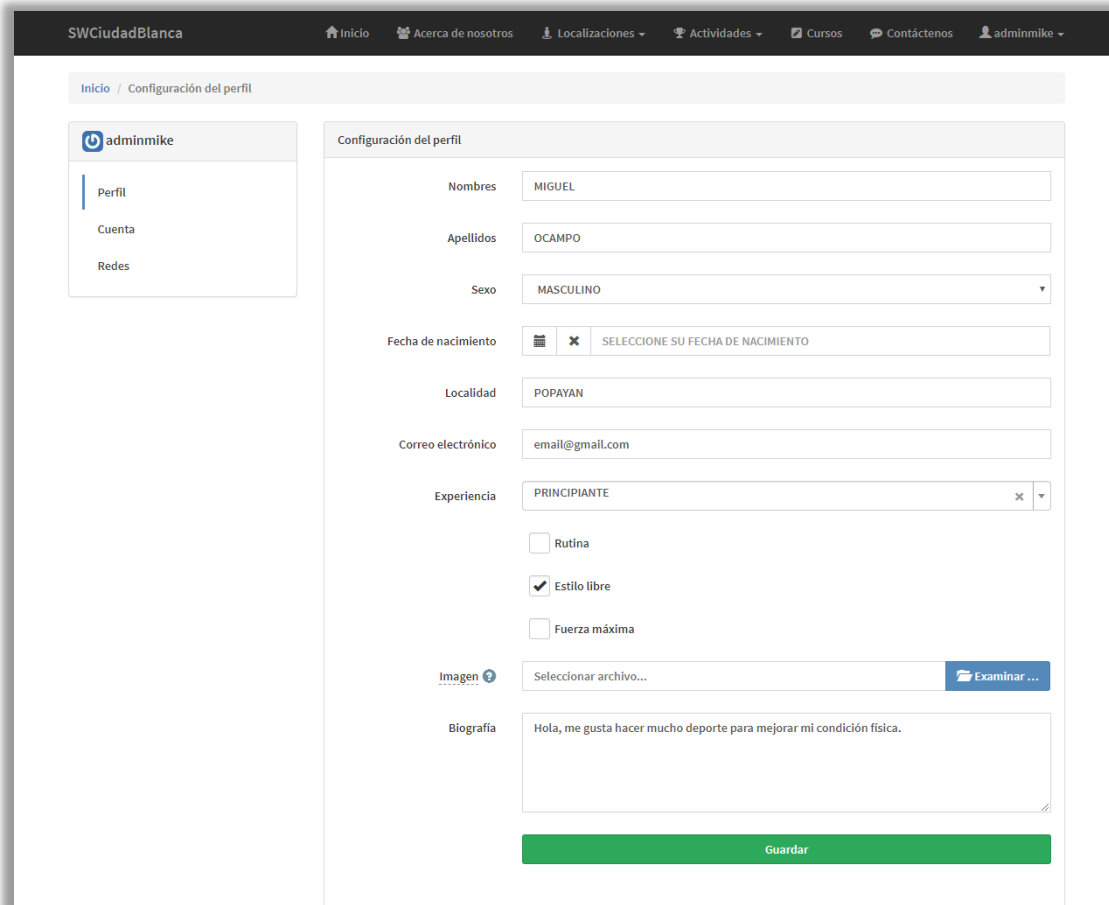 SWCiudadBlanca Inicio Acerca de nosotros Localizaciones Actividades Cursos Contáctenos adminmike
Inicio / Configuración del perfil
adminmike
Perfil
Cuenta
Redes
Configuración del perfil
Nombres MIGUEL
Apellidos OCAMPO
Sexo MASCULINO
Fecha de nacimiento SELECCIONE SU FECHA DE NACIMIENTO
Localidad POPAYAN
Correo electrónico email@gmail.com
Experiencia PRINCIPIANTE
Rutina
Estilo libre
Fuerza máxima
Imagen ? Seleccionar archivo... Examinar ...
Biografía Hola, me gusta hacer mucho deporte para mejorar mi condición física.
Guardar